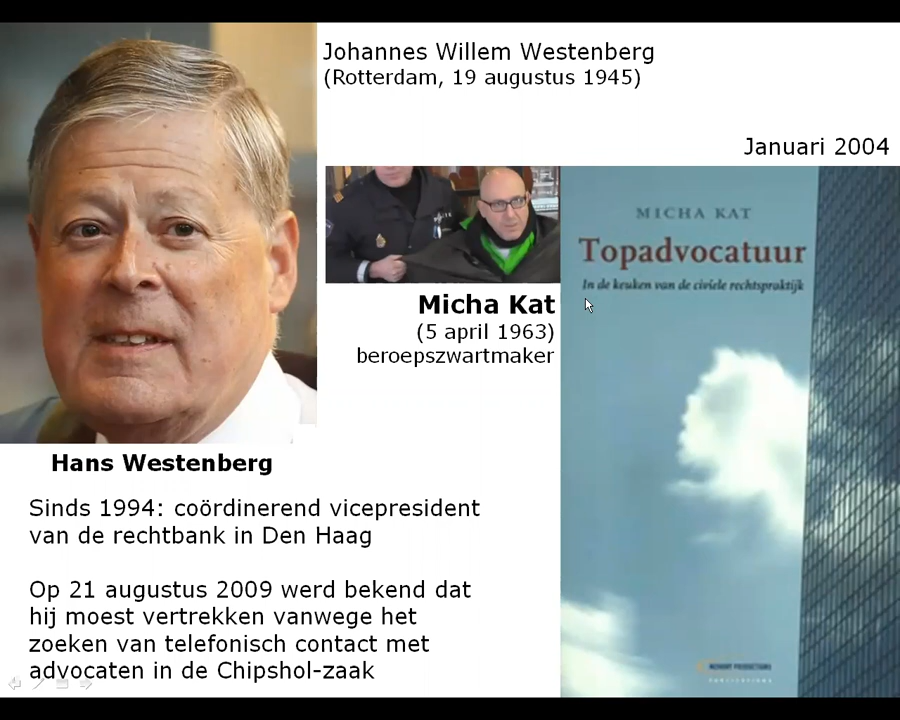 Johannes Willem Westenberg
(Rotterdam, 19 augustus 1945)
Januari 2004
MICHA KAT
Topadvocatuur
In de keuken van de civiele rechtspraktijk
Micha Kat
(5 april 1963)
beroepszwartmaker
Hans Westenberg
Sinds 1994: coördinerend vicepresident
van de rechtbank in Den Haag
Op 21 augustus 2009 werd bekend dat
hij moest vertrekken vanwege het
zoeken van telefonisch contact met
advocaten in de Chipshol-zaak